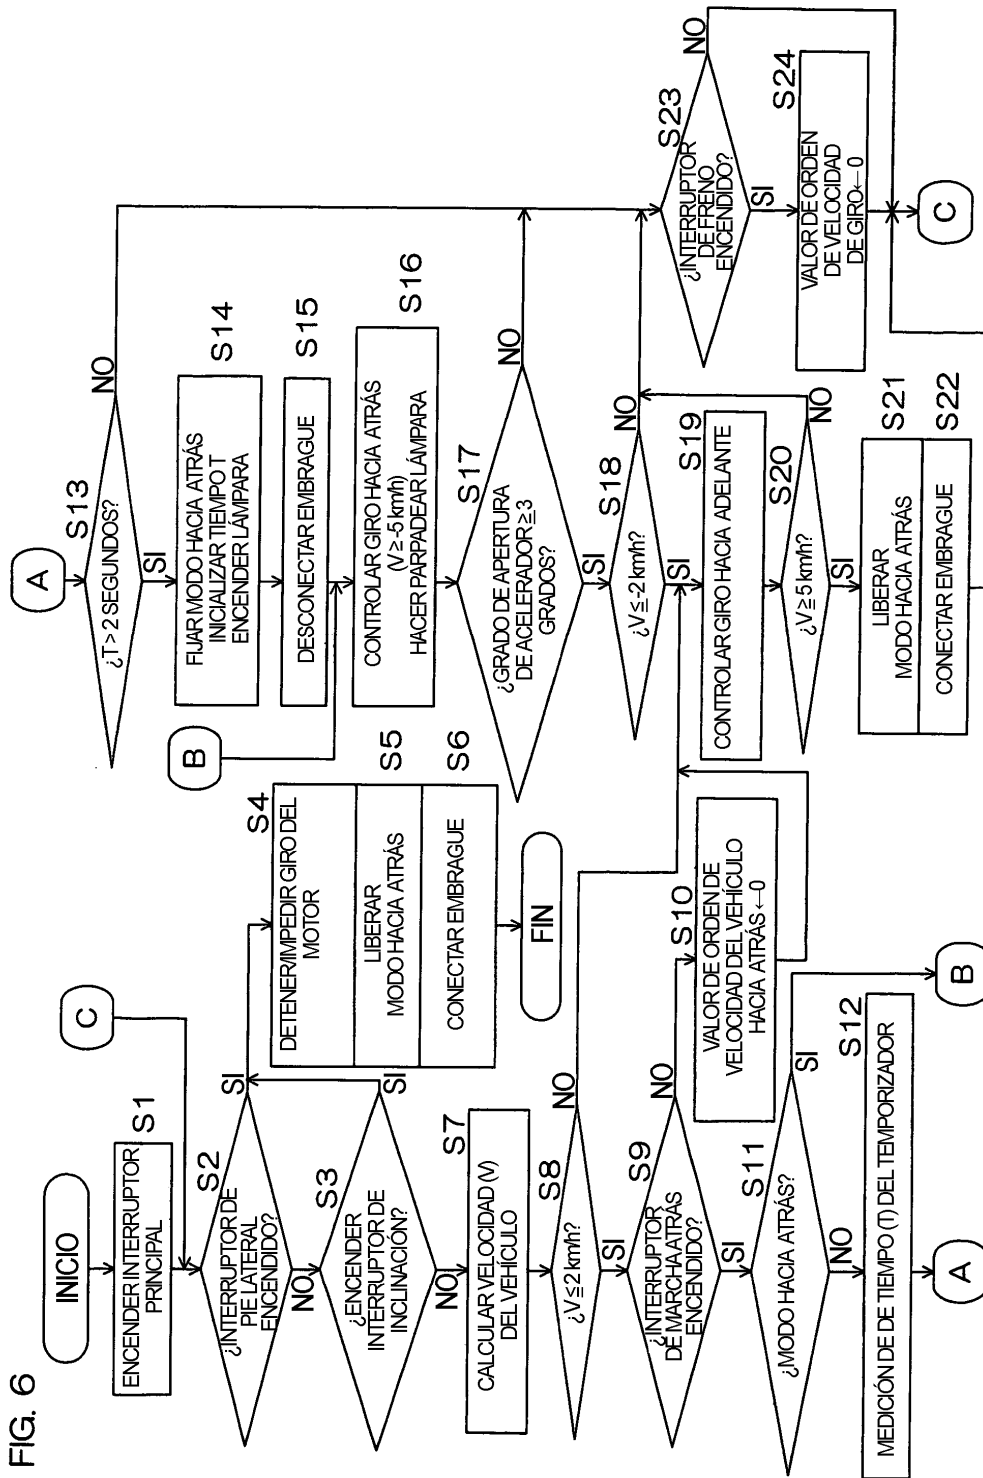 FIG. 6
INICIO
ENCENDER INTERRUPTOR
PRINCIPAL
S1
C
¿INTERRUPTOR DE
PIE LATERAL
ENCENDIDO?
S2
SI
NO
¿ENCENDER
INTERRUPTOR DE
INCLINACIÓN?
S3
SI
NO
DETENER/IMPEDIR GIRO DEL
MOTOR
S4
LIBERAR
MODO HACIA ATRÁS
S5
CONECTAR EMBRAGUE
S6
FIN
CALCULAR VELOCIDAD (V)
DEL VEHÍCULO
S7
¿V≤2 km/h?
S8
NO
SI
¿INTERRUPTOR
DE MARCHA ATRÁS
ENCENDIDO?
S9
NO
SI
VALOR DE ORDEN DE
VELOCIDAD DEL VEHÍCULO
HACIA ATRÁS←0
S10
¿MODO HACIA ATRÁS?
S11
SI
NO
B
MEDICIÓN DE DE TIEMPO (T) DEL TEMPORIZADOR
S12
A
A
¿T> 2 SEGUNDOS?
S13
NO
SI
FIJAR MODO HACIA ATRÁS
INICIALIZAR TIEMPO T
ENCENDER LÁMPARA
S14
DESCONECTAR EMBRAGUE
S15
B
CONTROLAR GIRO HACIA ATRÁS
(V≥-5 km/h)
HACER PARPADEAR LÁMPARA
S16
¿GRADO DE APERTURA
DE ACELERADOR≥3
GRADOS?
S17
NO
SI
¿V≤-2 km/h?
S18
NO
SI
CONTROLAR GIRO HACIA ADELANTE
S19
¿V≥5 km/h?
S20
NO
SI
LIBERAR
MODO HACIA ATRÁS
S21
CONECTAR EMBRAGUE
S22
¿INTERRUPTOR
DE FRENO
ENCENDIDO?
S23
NO
SI
VALOR DE ORDEN
DE VELOCIDAD
DE GIRO←0
S24
C